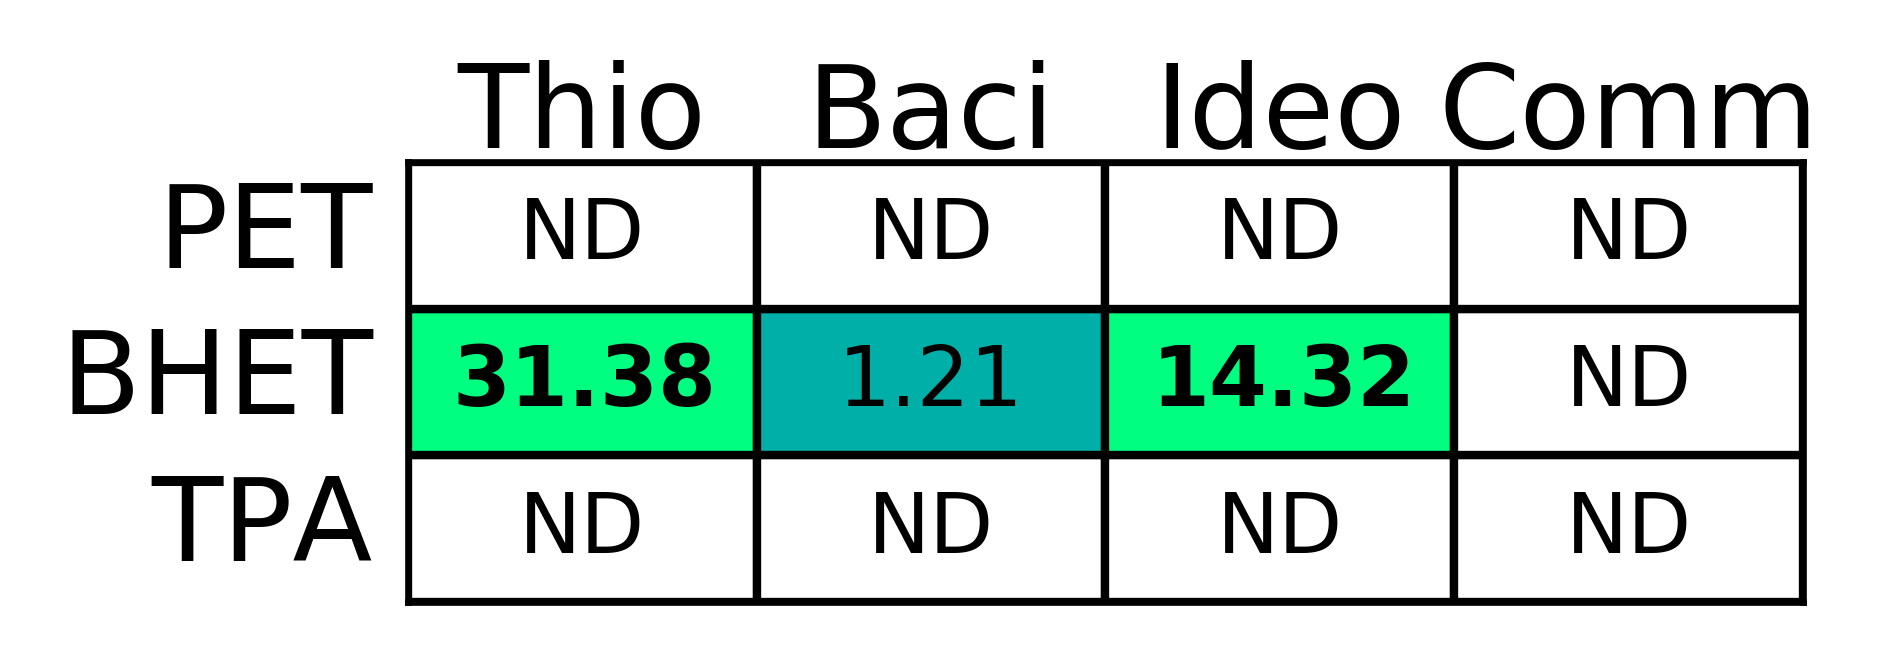 Thio Baci Ideo Comm
PET ND ND ND ND
BHET 31.38 1.21 14.32 ND
TPA ND ND ND ND